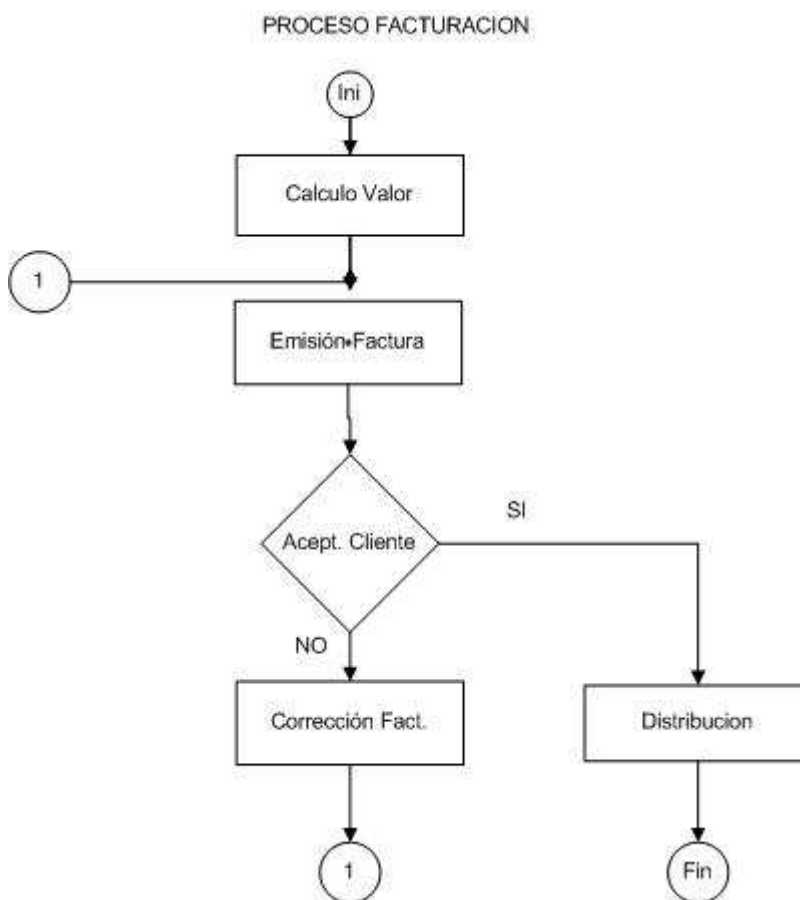 PROCESO FACTURACION
Ini
Calculo Valor
1
Emisión•Factura
Acept. Cliente
SI
NO
Corrección Fact.
Distribucion
1
Fin